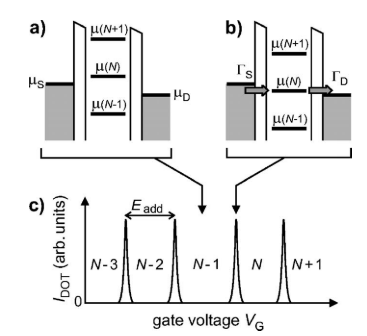 a)
b)
μ(N+1)
μ(N)
μ(N-1)
μS
μD
μ(N+1)
μ(N)
μ(N-1)
ΓS
ΓD
c)
Eadd
N-3 N-2 N-1 N N+1
IDOT (arb. units)
0
gate voltage VG